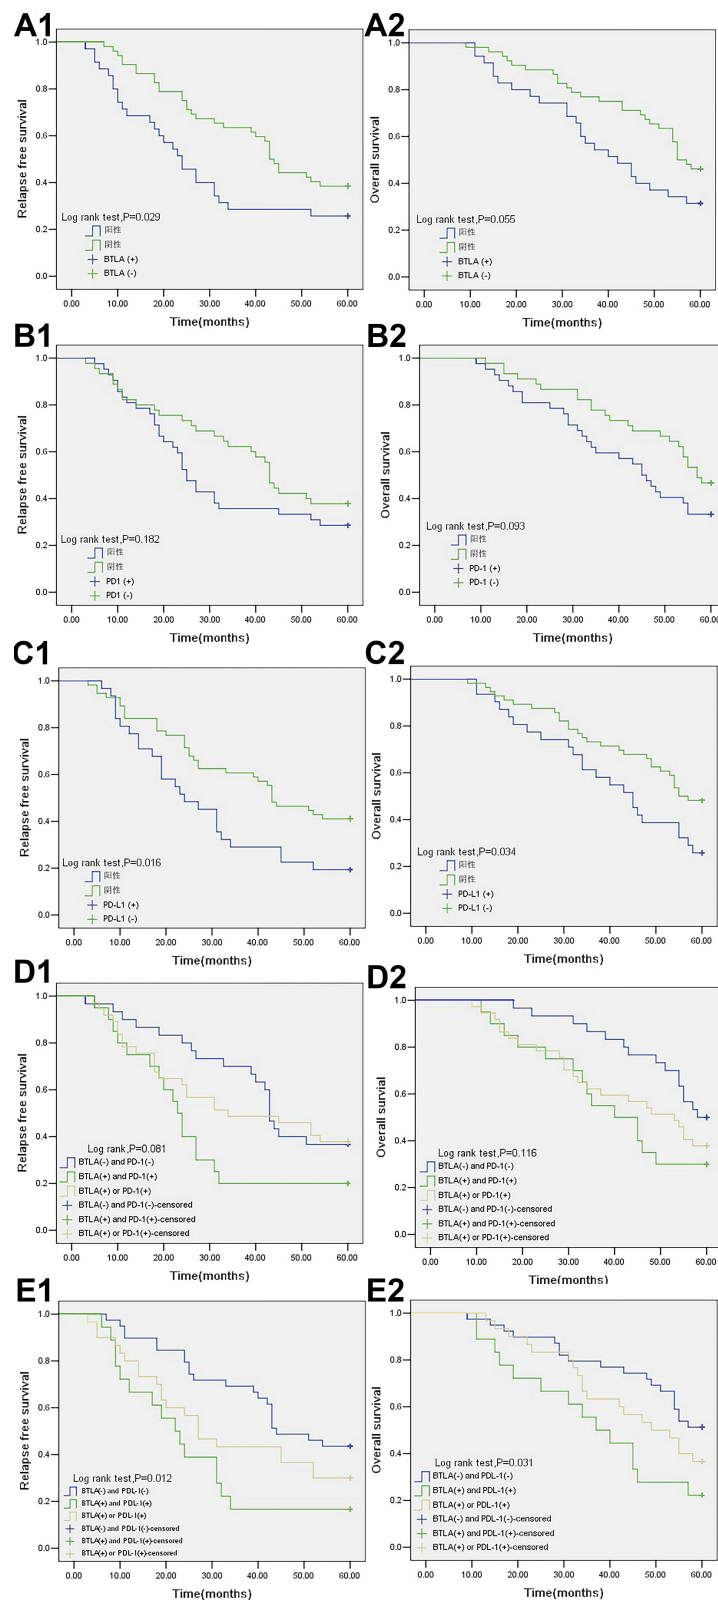 A1
Relapse free survival
1.0
0.8
0.6
0.4
0.2
0.0
Log rank test,P=0.029
阳性
阴性
BTLA (+)
BTLA (-)
0.00 10.00 20.00 30.00 40.00 50.00 60.00
Time(months)
A2
Overall survival
1.0
0.8
0.6
0.4
0.2
0.0
Log rank test,P=0.055
阳性
阴性
BTLA (+)
BTLA (-)
0.00 10.00 20.00 30.00 40.00 50.00 60.00
Time(months)
B1
Relapse free survival
1.0
0.8
0.6
0.4
0.2
0.0
Log rank test,P=0.182
阳性
阴性
PD1 (+)
PD1 (-)
0.00 10.00 20.00 30.00 40.00 50.00 60.00
Time(months)
B2
Overall survival
1.0
0.8
0.6
0.4
0.2
0.0
Log rank test,P=0.093
阳性
阴性
PD-1 (+)
PD-1 (-)
0.00 10.00 20.00 30.00 40.00 50.00 60.00
Time(months)
C1
Relapse free survival
1.0
0.8
0.6
0.4
0.2
0.0
Log rank test,P=0.016
阳性
阴性
PD-L1 (+)
PD-L1 (-)
0.00 10.00 20.00 30.00 40.00 50.00 60.00
Time(months)
C2
Overall survival
1.0
0.8
0.6
0.4
0.2
0.0
Log rank test,P=0.034
阳性
阴性
PD-L1 (+)
PD-L1 (-)
0.00 10.00 20.00 30.00 40.00 50.00 60.00
Time(months)
D1
Relapse free survival
1.0
0.8
0.6
0.4
0.2
0.0
Log rank,P=0.081
BTLA(-) and PD-1(-)
BTLA(+) and PD-1(+)
BTLA(+) or PD-1(+)
BTLA(-) and PD-1(-)-censored
BTLA(+) and PD-1(+)-censored
BTLA(+) or PD-1(+)-censored
0.00 10.00 20.00 30.00 40.00 50.00 60.00
Time(months)
D2
Overall survial
1.0
0.8
0.6
0.4
0.2
0.0
Log rank test,P=0.116
BTLA(-) and PD-1(-)
BTLA(+) and PD-1(+)
BTLA(+) or PD-1(+)
BTLA(-) and PD-1(-)-censored
BTLA(+) and PD-1(+)-censored
BTLA(+) or PD-1(+)-censored
0.00 10.00 20.00 30.00 40.00 50.00 60.00
Time(months)
E1
Relapse free survival
1.0
0.8
0.6
0.4
0.2
0.0
Log rank test,P=0.012
BTLA(-) and PDL-1(-)
BTLA(+) and PDL-1(+)
BTLA(+) or PDL-1(+)
BTLA(-) and PDL-1(-)-censored
BTLA(+) and PDL-1(+)-censored
BTLA(+) or PDL-1(+)-censored
0.00 10.00 20.00 30.00 40.00 50.00 60.00
Time(months)
E2
Overall survival
1.0
0.8
0.6
0.4
0.2
0.0
Log rank test,P=0.031
BTLA(-) and PDL-1(-)
BTLA(+) and PDL-1(+)
BTLA(+) or PDL-1(+)
BTLA(-) and PDL-1(-)-censored
BTLA(+) and PDL-1(+)-censored
BTLA(+) or PDL-1(+)-censored
0.00 10.00 20.00 30.00 40.00 50.00 60.00
Time(months)